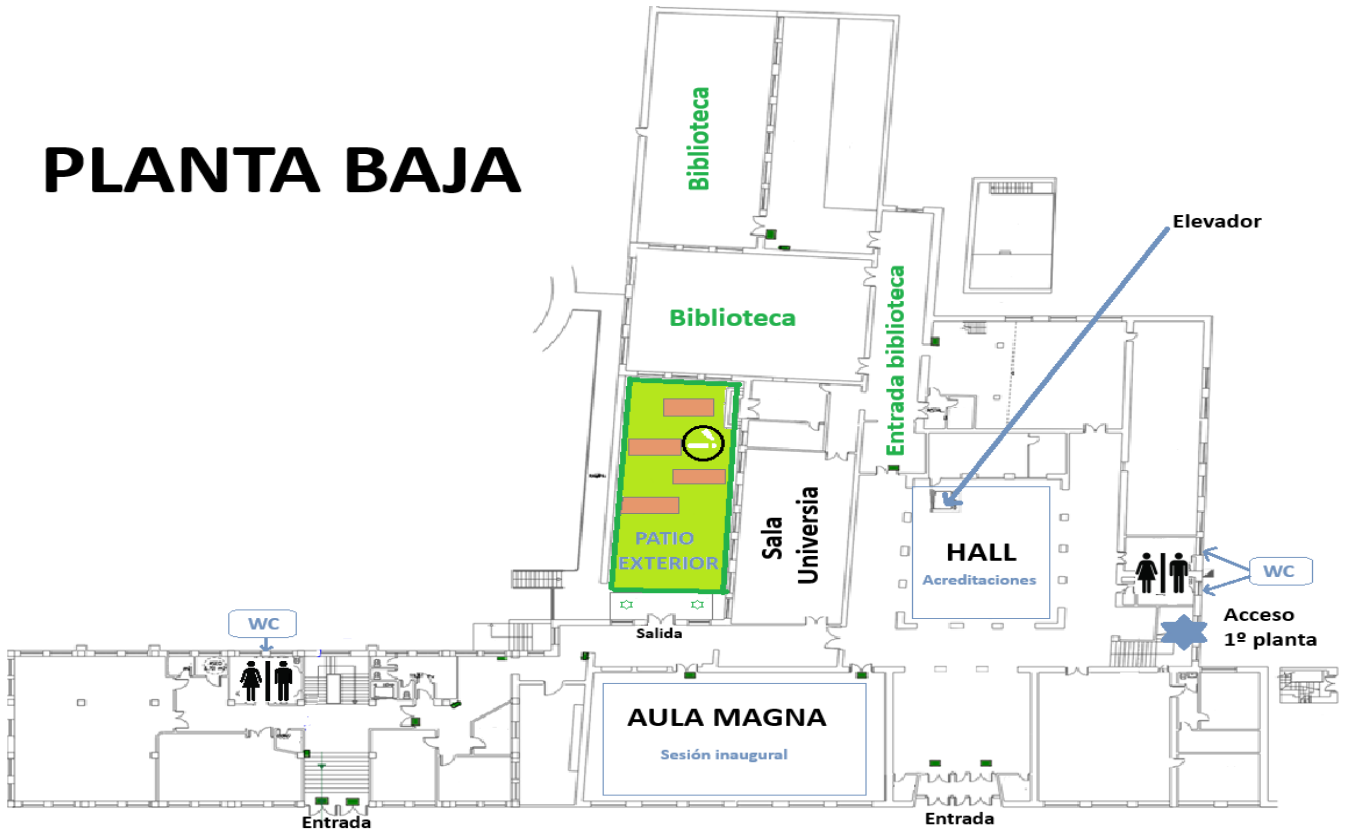 PLANTA BAJA
Biblioteca
Elevador
Biblioteca
Entrada biblioteca
i
PATIO
EXTERIOR
Sala
Universia
HALL
Acreditaciones
WC
Acceso
1º planta
WC
Salida
AULA MAGNA
Sesión inaugural
Entrada
Entrada